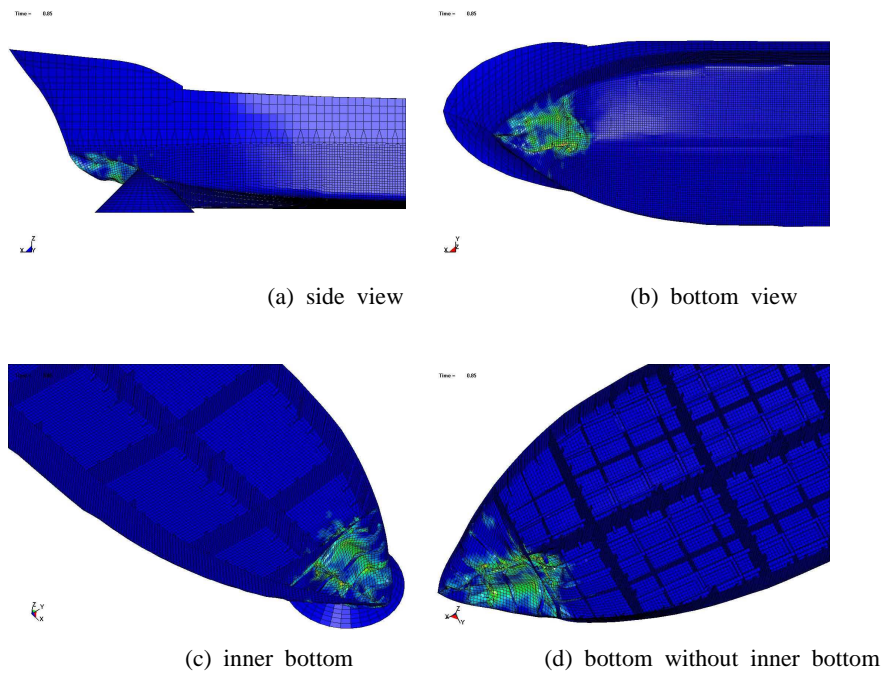 Time = 0.05
Time = 0.05
Z
X Y
Y
X Z
(a) side view
(b) bottom view
Time = 0.05
Z Y
X
Z
X
Y
(c) inner bottom
(d) bottom without inner bottom